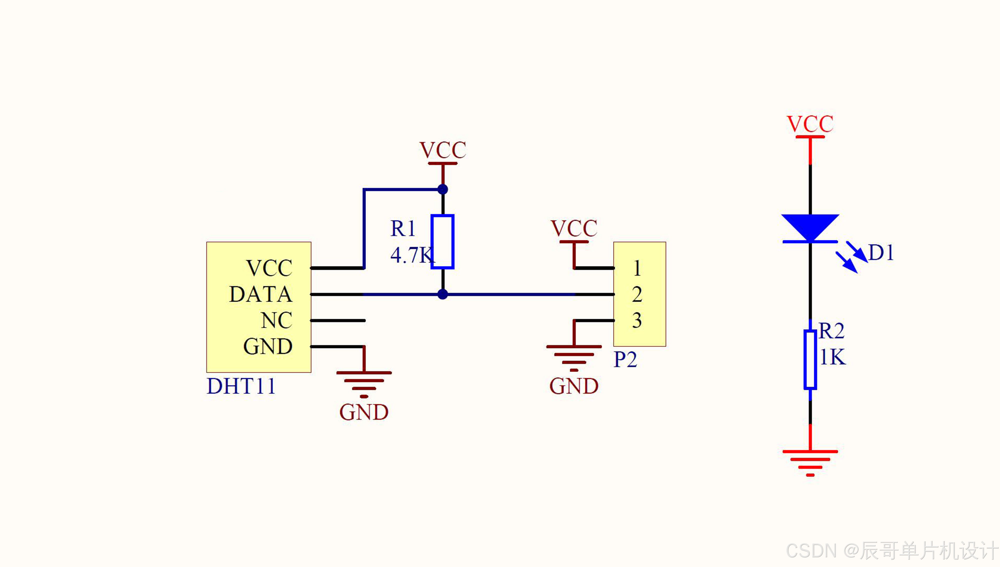 VCC
R1
4.7K
VCC
DATA
NC
GND
DHT11
GND
VCC
1
2
3
P2
GND
VCC
D1
R2
1K
CSDN @辰哥单片机设计